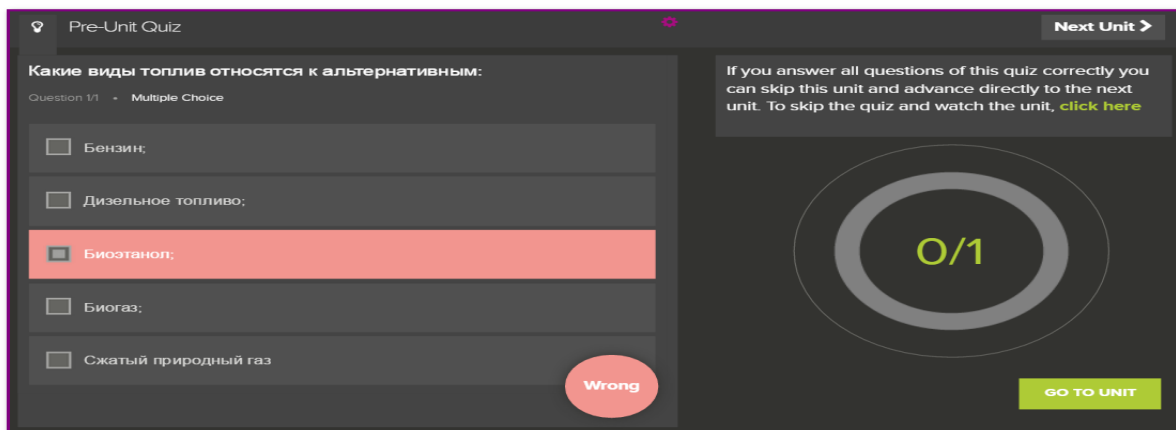 Pre-Unit Quiz
Next Unit >
Какие виды топлив относятся к альтернативным:
Question 1/1 • Multiple Choice
Бензин;
Дизельное топливо;
Биоэтанол;
Биогаз;
Сжатый природный газ
Wrong
If you answer all questions of this quiz correctly you
can skip this unit and advance directly to the next
unit. To skip the quiz and watch the unit, click here
0/1
GO TO UNIT